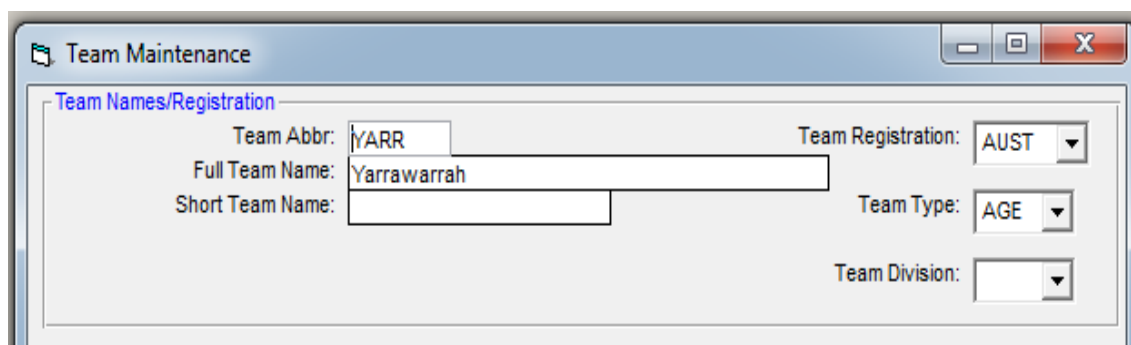 Team Maintenance
Team Names/Registration
Team Abbr: YARR Team Registration: AUST
Full Team Name: Yarrawarrah
Short Team Name: Team Type: AGE
Team Division: